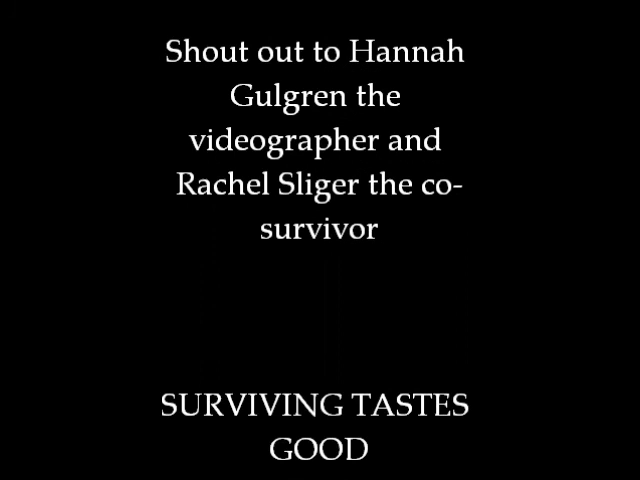 Shout out to Hannah
Gulgren the
videographer and
Rachel Sliger the co-
survivor
SURVIVING TASTES
GOOD